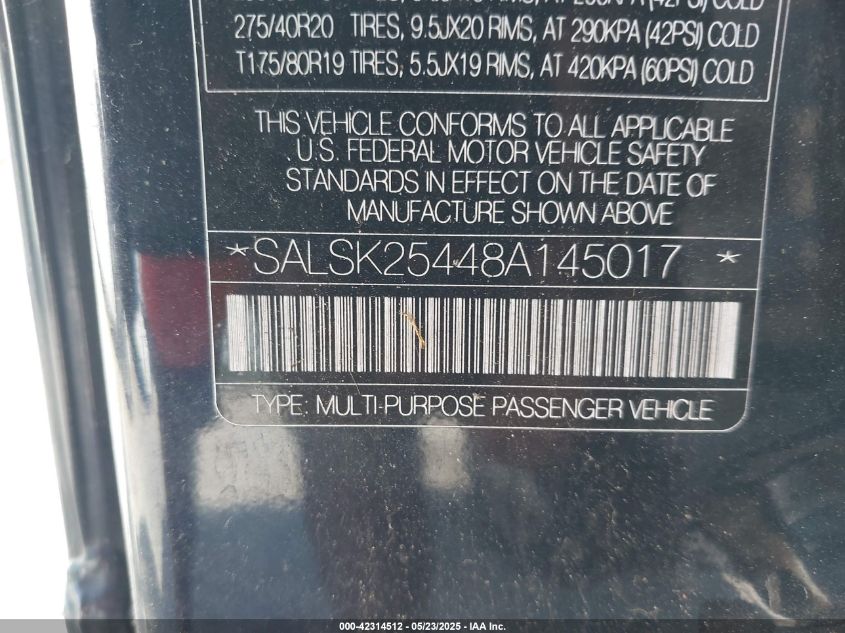 275/40R20 TIRES, 9.5JX20 RIMS, AT 290KPA (42PSI) COLD
T175/80R19 TIRES, 5.5JX19 RIMS, AT 420KPA (60PSI) COLD
THIS VEHICLE CONFORMS TO ALL APPLICABLE
U.S. FEDERAL MOTOR VEHICLE SAFETY
STANDARDS IN EFFECT ON THE DATE OF
MANUFACTURE SHOWN ABOVE
*SALSK25448A145017 *
TYPE: MULTI-PURPOSE PASSENGER VEHICLE
000-42314512 - 05/23/2025 - IAA Inc.